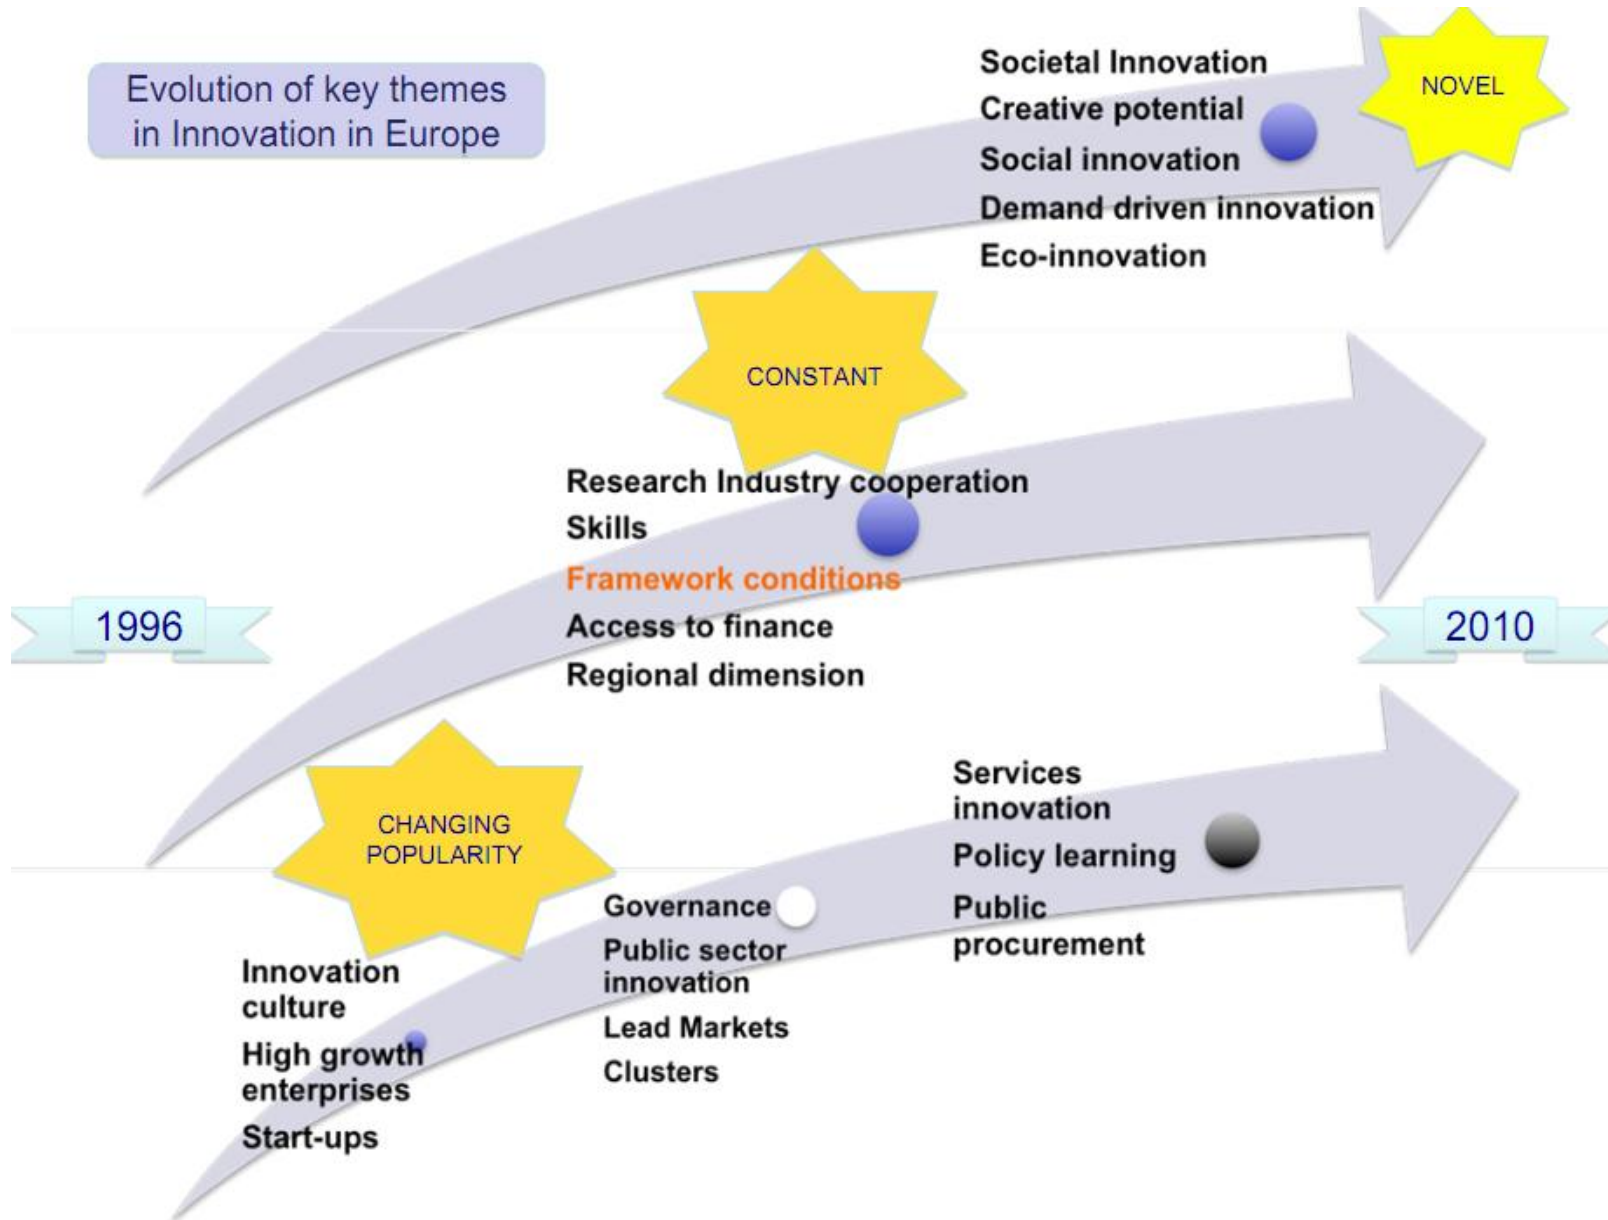 Evolution of key themes
in Innovation in Europe
NOVEL
Societal Innovation
Creative potential
Social innovation
Demand driven innovation
Eco-innovation
CONSTANT
Research Industry cooperation
Skills
Framework conditions
Access to finance
Regional dimension
1996
2010
CHANGING
POPULARITY
Innovation
culture
High growth
enterprises
Start-ups
Governance
Public sector
innovation
Lead Markets
Clusters
Services
innovation
Policy learning
Public
procurement